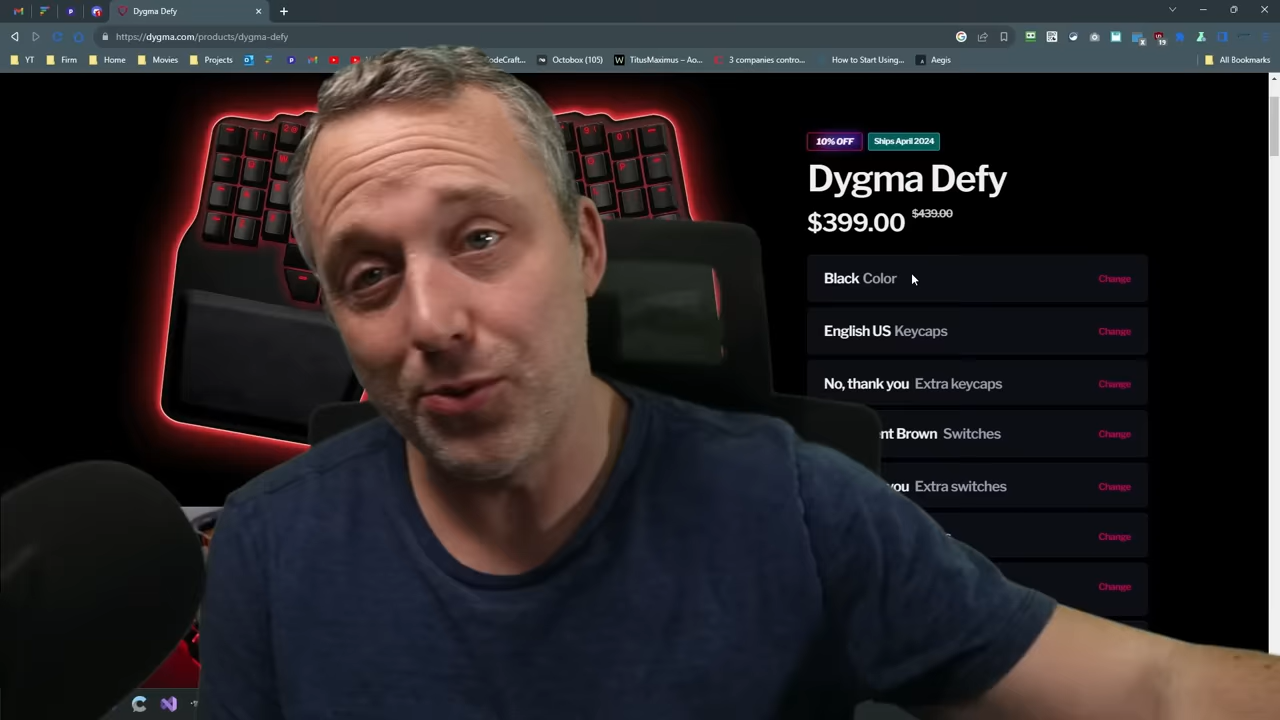 Dygma Defy
https://dygma.com/products/dygma-defy
YT Firm Home Movies Projects CodeCraft... Octobox (105) TitusMaximus – Ao... 3 companies contro... How to Start Using... Aegis All Bookmarks
10% OFF Ships April 2024
Dygma Defy
$399.00 $439.00
Black Color Change
English US Keycaps Change
No, thank you Extra keycaps Change
Brown Switches Change
Extra switches Change
Change
Change